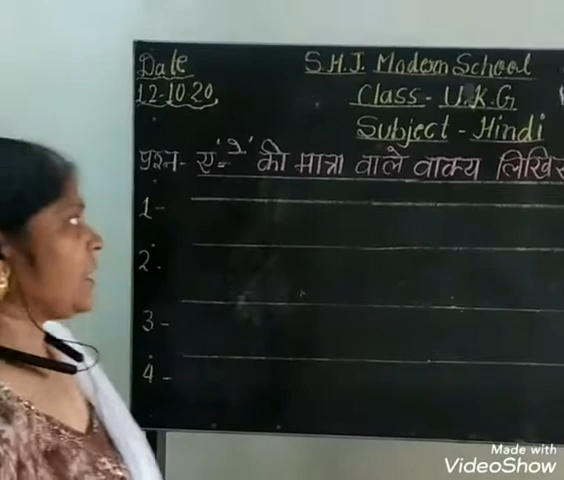 Date
12-10-20
S.H.J. Modern School
Class - U.K.G
Subject - Hindi
प्रश्न- ए 'े' की मात्रा वाले वाक्य लिखिए
1-
2.
3-
4-
Made with
VideoShow